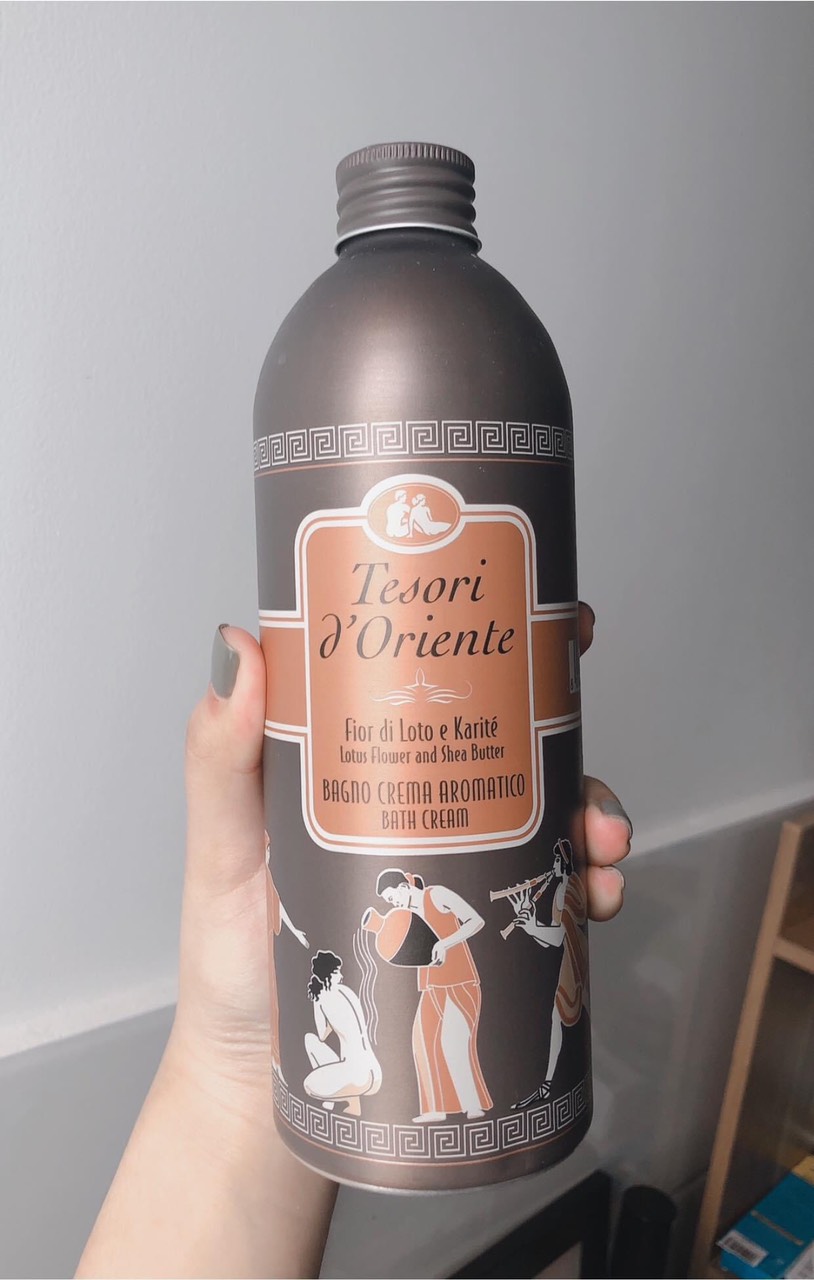 Tesori
d'Oriente
Fior di Loto e Karité
Lotus Flower and Shea Butter
BAGNO CREMA AROMATICO
BATH CREAM